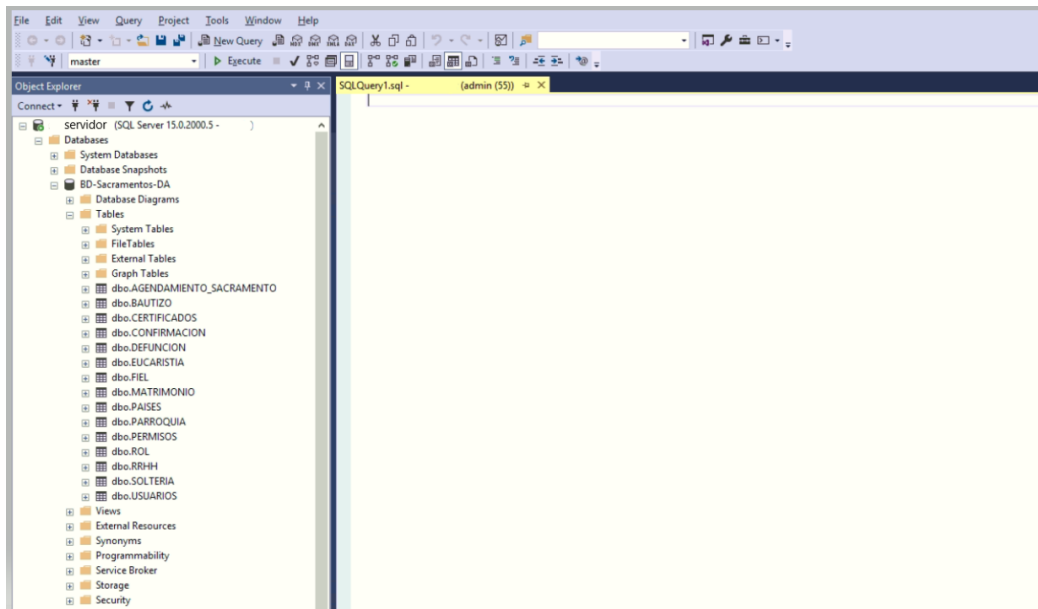 File Edit View Query Project Tools Window Help
New Query
master Execute
Object Explorer
SQLQuery1.sql - (admin (55))
Connect
servidor (SQL Server 15.0.2000.5 - )
Databases
System Databases
Database Snapshots
BD-Sacramentos-DA
Database Diagrams
Tables
System Tables
FileTables
External Tables
Graph Tables
dbo.AGENDAMIENTO_SACRAMENTO
dbo.BAUTIZO
dbo.CERTIFICADOS
dbo.CONFIRMACION
dbo.DEFUNCION
dbo.EUCARISTIA
dbo.FIEL
dbo.MATRIMONIO
dbo.PAISES
dbo.PARROQUIA
dbo.PERMISOS
dbo.ROL
dbo.RRHH
dbo.SOLTERIA
dbo.USUARIOS
Views
External Resources
Synonyms
Programmability
Service Broker
Storage
Security